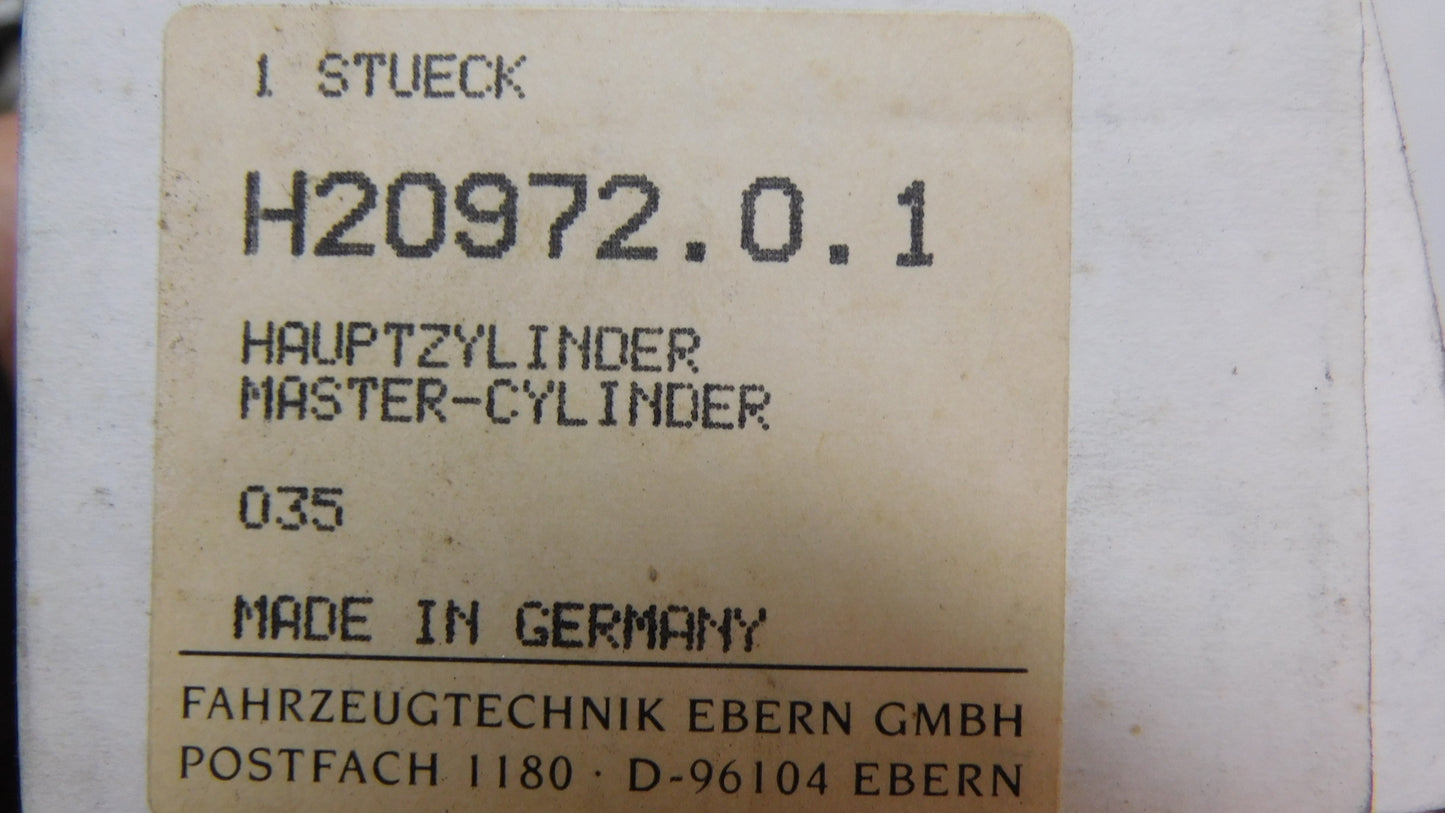 1 STUECK
H20972.0.1
HAUPTZYLINDER
MASTER-CYLINDER
035
MADE IN GERMANY
FAHRZEUGTECHNIK EBERN GMBH
POSTFACH 1180 · D-96104 EBERN